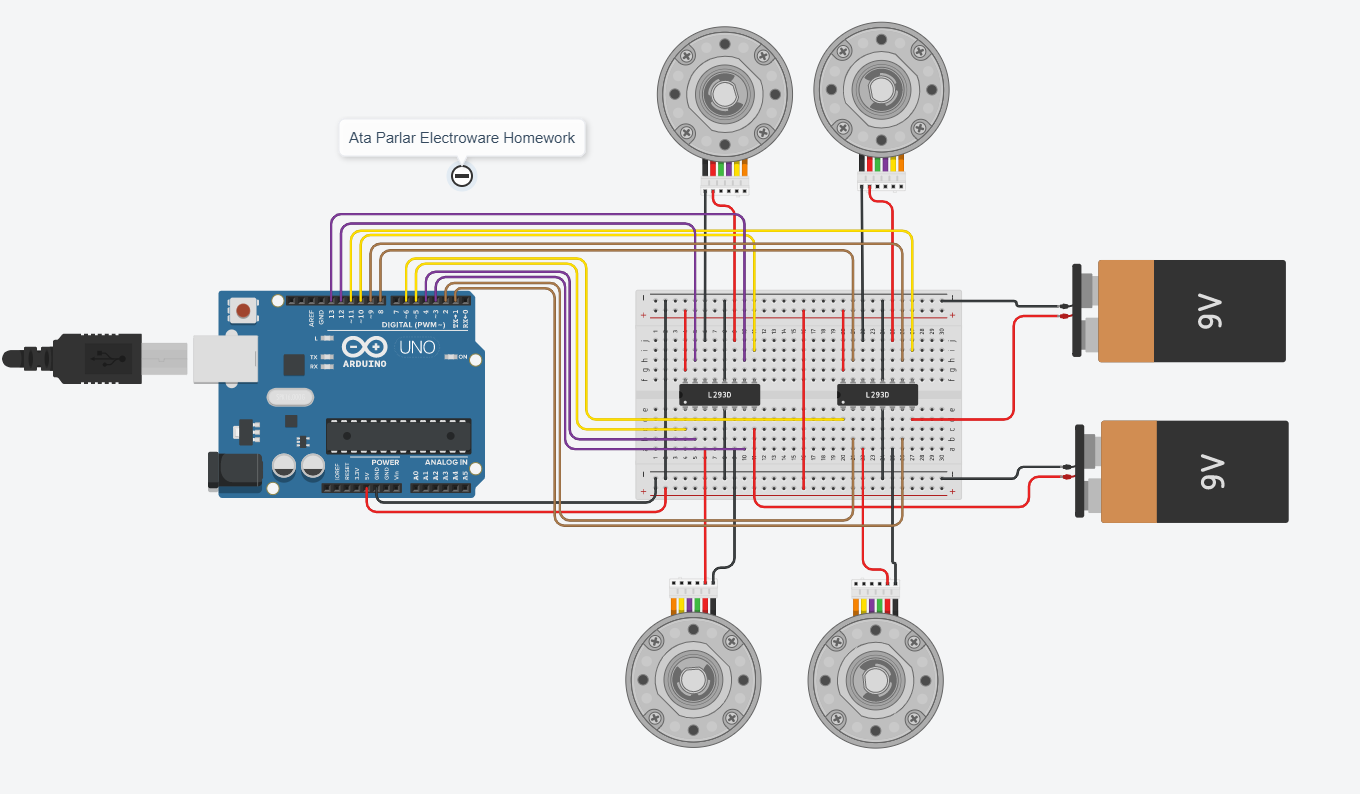 Ata Parlar Electroware Homework
AREF
GND
13
12
~11
~10
~9
8
7
~6
~5
4
~3
2
TX→1
RX←0
DIGITAL (PWM~)
L
TX
RX
ARDUINO
UNO
ON
POWER
ANALOG IN
IOREF
RESET
3.3V
5V
GND
GND
Vin
A0
A1
A2
A3
A4
A5
L293D
L293D
9V
9V